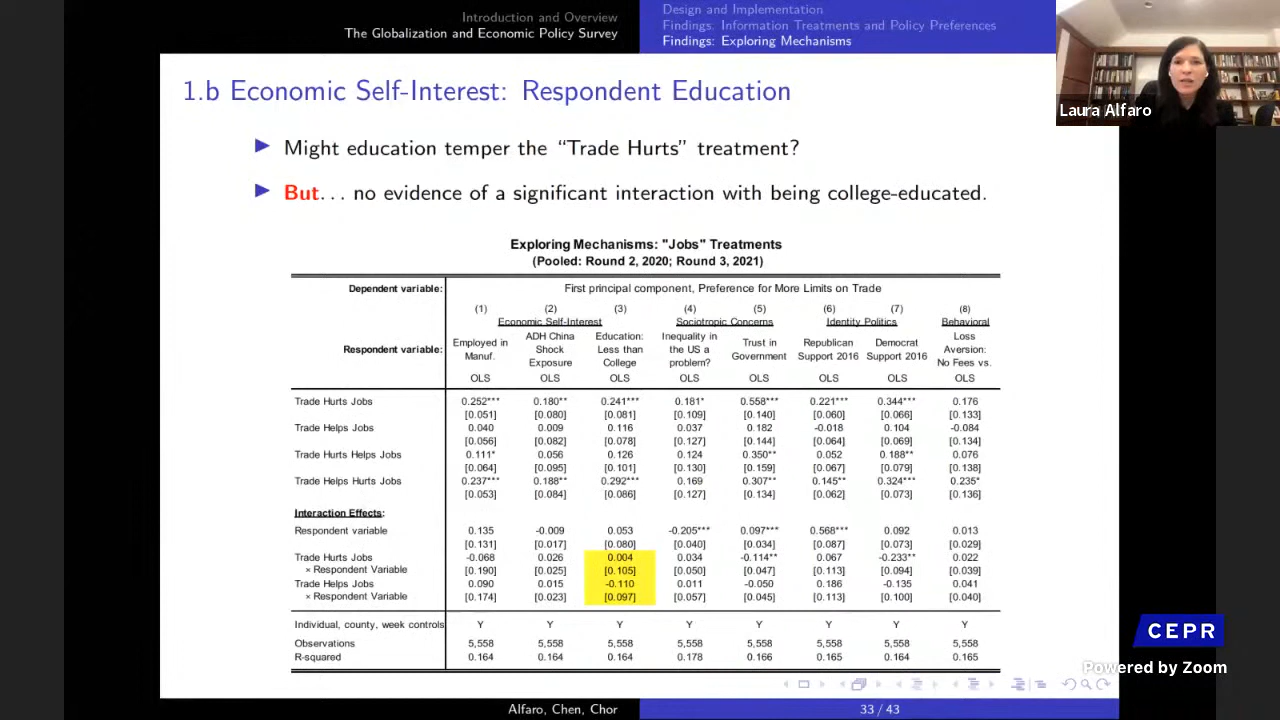 Introduction and Overview
The Globalization and Economic Policy Survey
Design and Implementation
Findings: Information Treatments and Policy Preferences
Findings: Exploring Mechanisms
Laura Alfaro
1.b Economic Self-Interest: Respondent Education
Might education temper the “Trade Hurts” treatment?
But... no evidence of a significant interaction with being college-educated.
Exploring Mechanisms: "Jobs" Treatments
(Pooled: Round 2, 2020; Round 3, 2021)
Dependent variable: First principal component, Preference for More Limits on Trade
(1) (2) (3) (4) (5) (6) (7) (8)
Economic Self-Interest Sociotropic Concerns Identity Politics Behavioral
Respondent variable: Employed in Manuf. ADH China Shock Exposure Education: Less than College Inequality in the US a problem? Trust in Government Republican Support 2016 Democrat Support 2016 Loss Aversion: No Fees vs.
OLS OLS OLS OLS OLS OLS OLS OLS
Trade Hurts Jobs 0.252*** 0.180** 0.241*** 0.181* 0.558*** 0.221*** 0.344*** 0.176
[0.051] [0.080] [0.081] [0.109] [0.140] [0.060] [0.066] [0.133]
Trade Helps Jobs 0.040 0.009 0.116 0.037 0.182 -0.018 0.104 -0.084
[0.056] [0.082] [0.078] [0.127] [0.144] [0.064] [0.069] [0.134]
Trade Hurts Helps Jobs 0.111* 0.056 0.126 0.124 0.350** 0.052 0.188** 0.076
[0.064] [0.095] [0.101] [0.130] [0.159] [0.067] [0.079] [0.138]
Trade Helps Hurts Jobs 0.237*** 0.188** 0.292*** 0.169 0.307** 0.145** 0.324*** 0.235*
[0.053] [0.084] [0.086] [0.127] [0.134] [0.062] [0.073] [0.136]
Interaction Effects:
Respondent variable 0.135 -0.009 0.053 -0.205*** 0.097*** 0.568*** 0.092 0.013
[0.131] [0.017] [0.080] [0.040] [0.034] [0.087] [0.073] [0.029]
Trade Hurts Jobs -0.068 0.026 0.004 0.034 -0.114** 0.067 -0.233** 0.022
× Respondent Variable [0.190] [0.025] [0.105] [0.050] [0.047] [0.113] [0.094] [0.039]
Trade Helps Jobs 0.090 0.015 -0.110 0.011 -0.050 0.186 -0.135 0.041
× Respondent Variable [0.174] [0.023] [0.097] [0.057] [0.045] [0.113] [0.100] [0.040]
Individual, county, week controls Y Y Y Y Y Y Y Y
Observations 5,558 5,558 5,558 5,558 5,558 5,558 5,558 5,558
R-squared 0.164 0.164 0.164 0.178 0.166 0.165 0.164 0.165
CEPR
Powered by Zoom
Alfaro, Chen, Chor
33 / 43